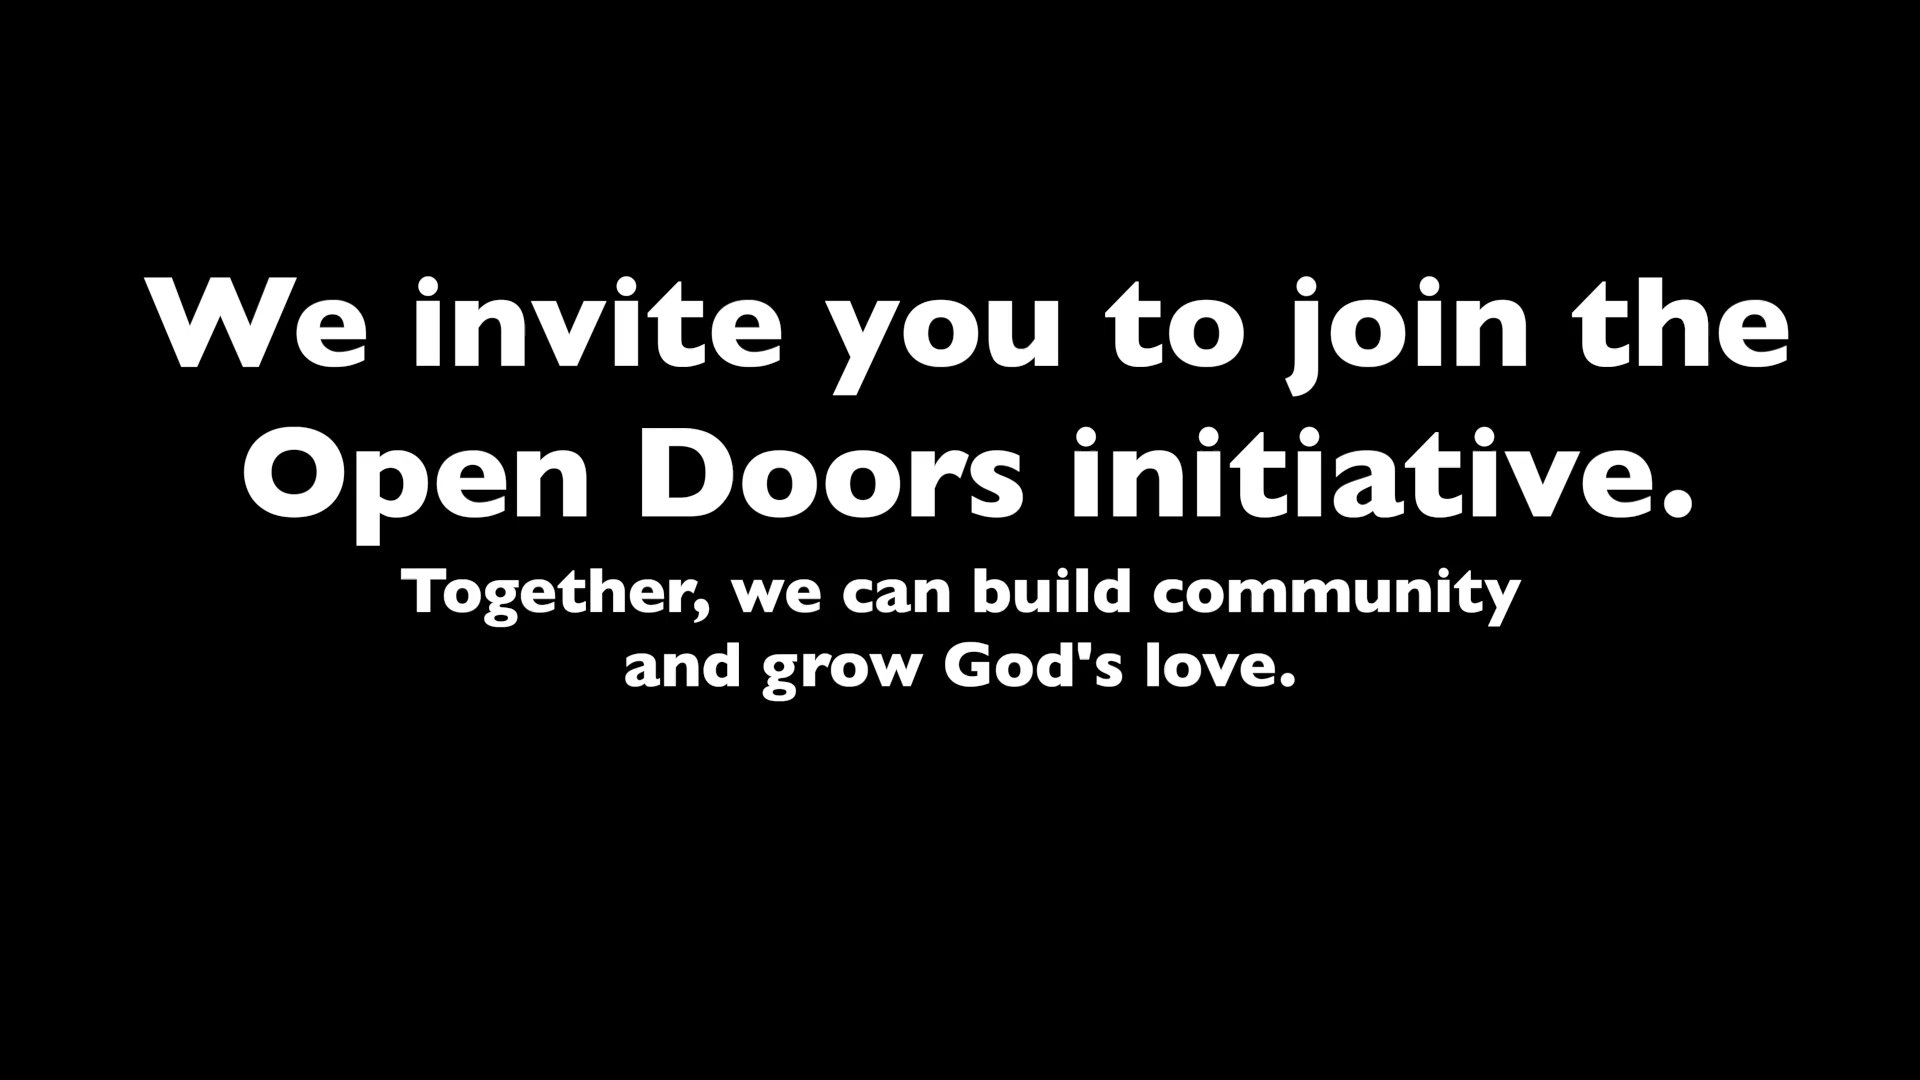 We invite you to join the
Open Doors initiative.
Together, we can build community
and grow God's love.